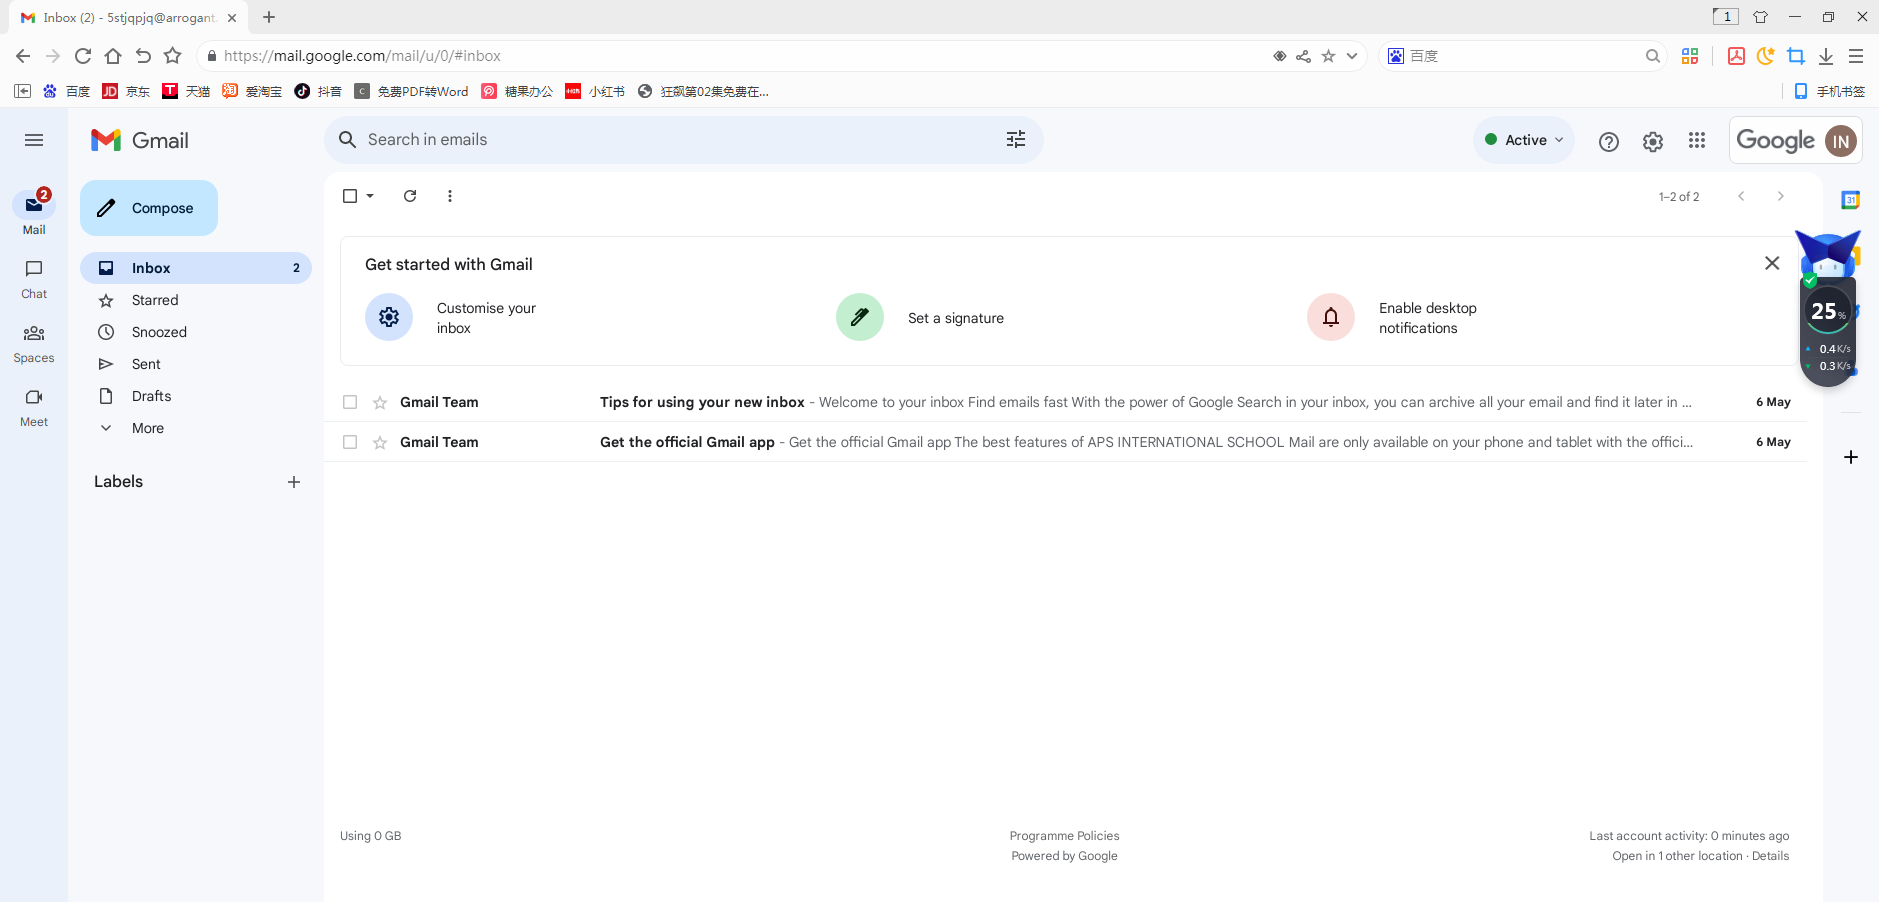 Inbox (2) - 5stjqpjq@arrogant.
1
https://mail.google.com/mail/u/0/#inbox
百度
百度
JD 京东
T 天猫
淘 爱淘宝
抖音
C 免费PDF转Word
糖果办公
小红书
狂飙第02集免费在...
手机书签
Gmail
Search in emails
Active
Google
IN
2
Mail
Chat
Spaces
Meet
Compose
Inbox 2
Starred
Snoozed
Sent
Drafts
More
Labels
1–2 of 2
31
Get started with Gmail
Customise your
inbox
Set a signature
Enable desktop
notifications
25%
0.4K/s
0.3K/s
Gmail Team Tips for using your new inbox - Welcome to your inbox Find emails fast With the power of Google Search in your inbox, you can archive all your email and find it later in ... 6 May
Gmail Team Get the official Gmail app - Get the official Gmail app The best features of APS INTERNATIONAL SCHOOL Mail are only available on your phone and tablet with the offici... 6 May
Using 0 GB
Programme Policies
Powered by Google
Last account activity: 0 minutes ago
Open in 1 other location · Details